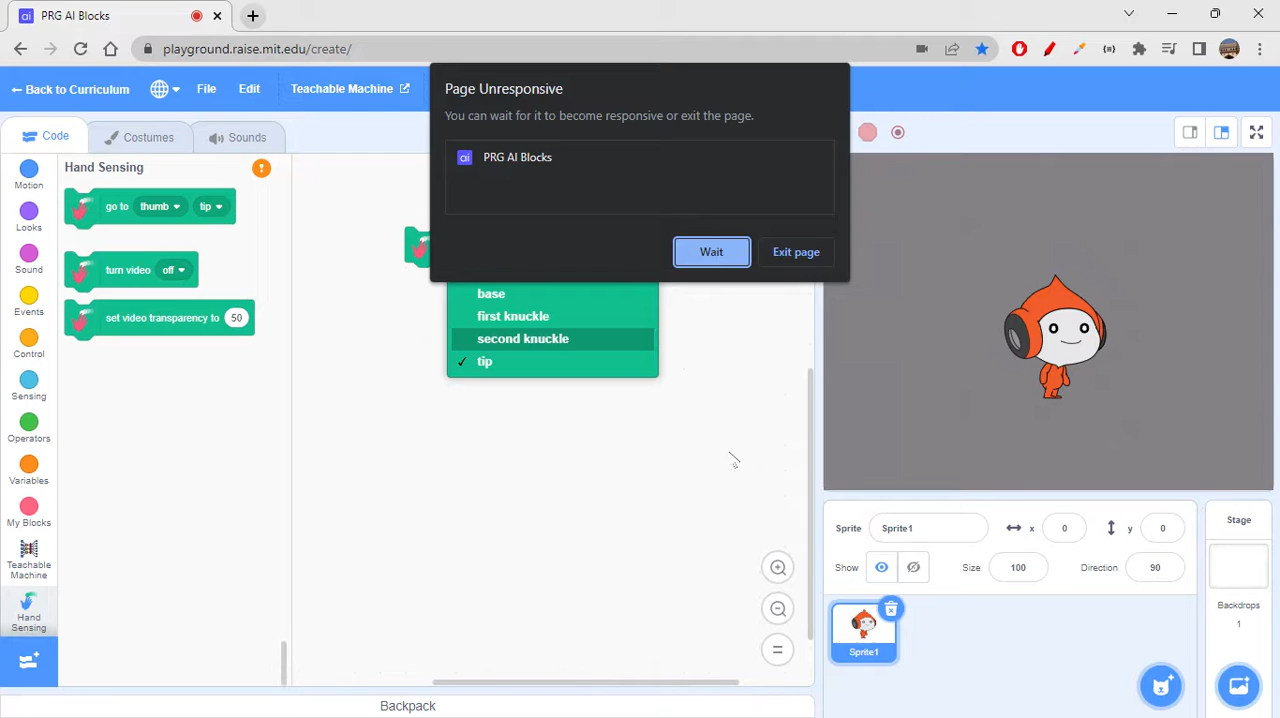 PRG AI Blocks
playground.raise.mit.edu/create/
Back to Curriculum
File
Edit
Teachable Machine
Page Unresponsive
You can wait for it to become responsive or exit the page.
ai PRG AI Blocks
Wait
Exit page
Code
Costumes
Sounds
Motion
Looks
Sound
Events
Control
Sensing
Operators
Variables
My Blocks
Teachable
Machine
Hand
Sensing
Hand Sensing
go to thumb tip
turn video off
set video transparency to 50
base
first knuckle
second knuckle
✓ tip
Backpack
Sprite Sprite1 x 0 y 0
Show Size 100 Direction 90
Sprite1
Stage
Backdrops
1